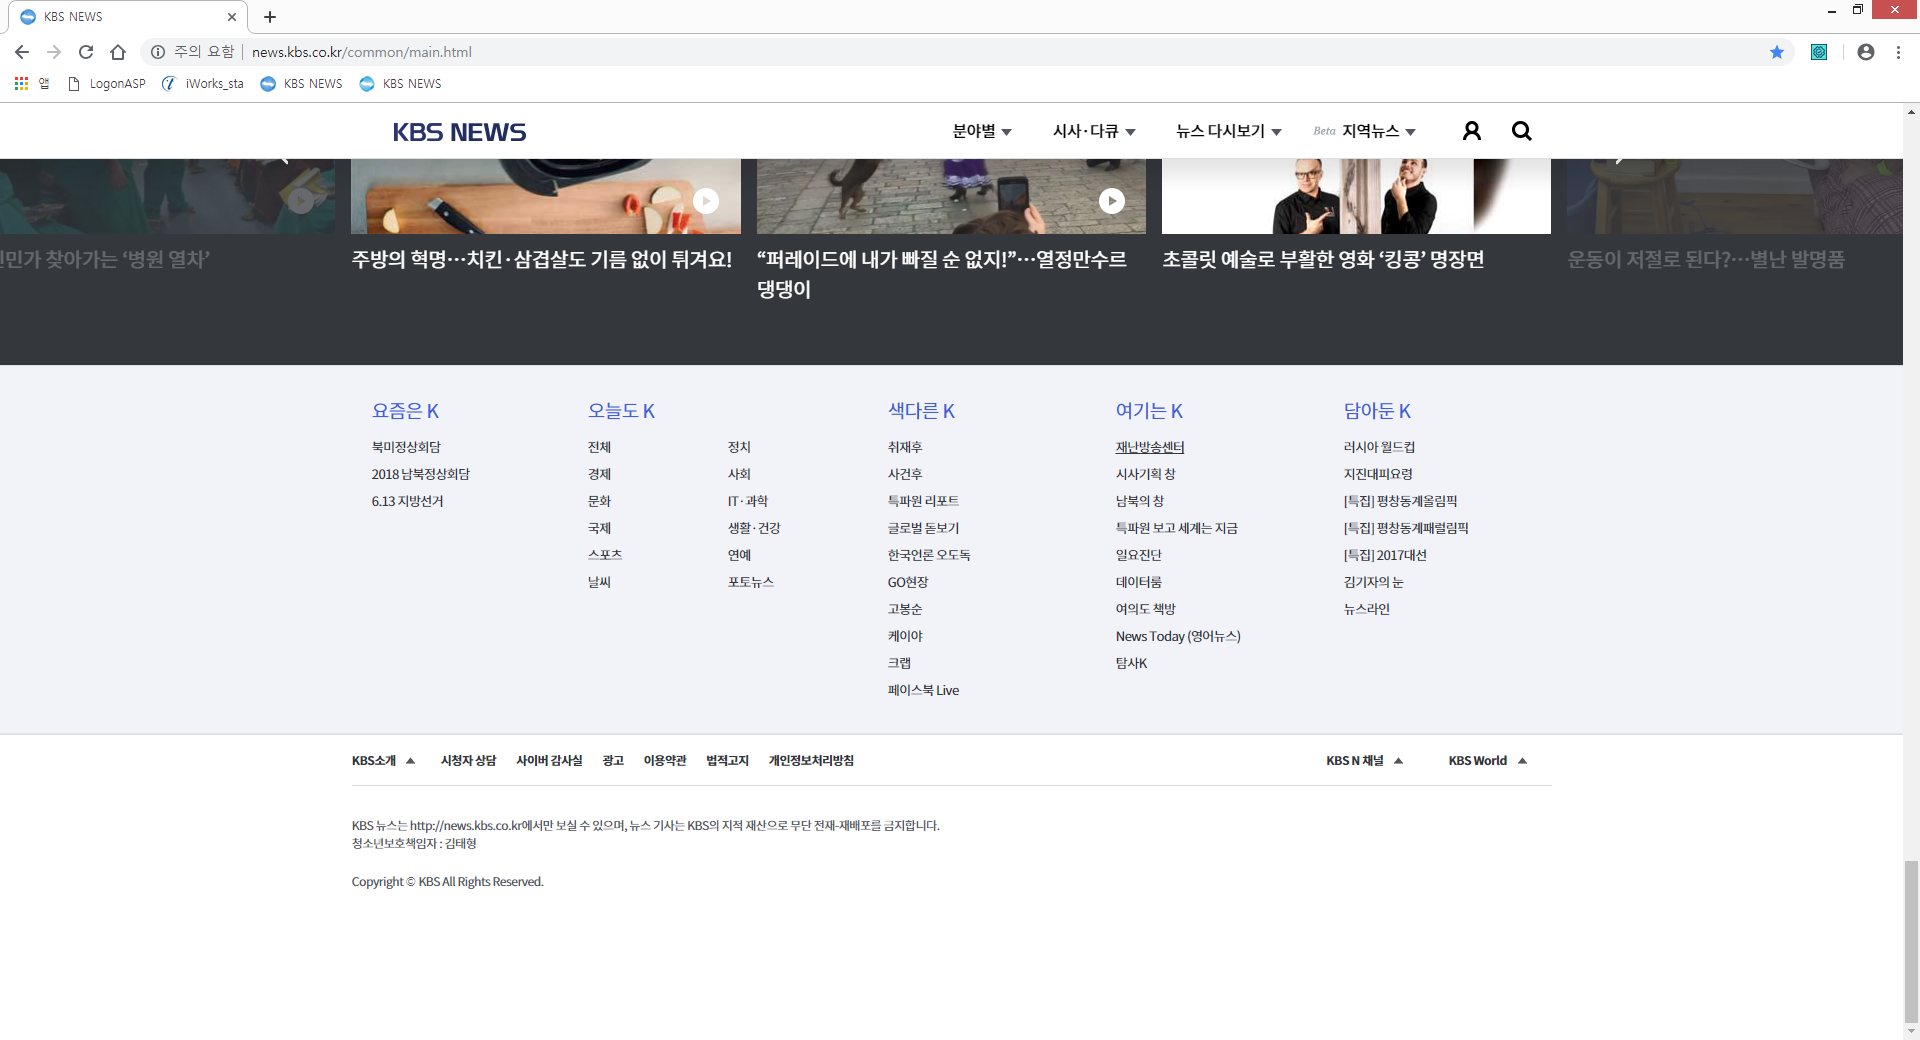 KBS NEWS
주의 요함 news.kbs.co.kr/common/main.html
앱 LogonASP iWorks_sta KBS NEWS KBS NEWS
KBS NEWS 분야별 시사·다큐 뉴스 다시보기 Beta 지역뉴스
민가 찾아가는 ‘병원 열차’
주방의 혁명…치킨·삼겹살도 기름 없이 튀겨요!
“퍼레이드에 내가 빠질 순 없지!”…열정만수르
댕댕이
초콜릿 예술로 부활한 영화 ‘킹콩’ 명장면
운동이 저절로 된다?…별난 발명품
요즘은 K
북미정상회담
2018 남북정상회담
6.13 지방선거
오늘도 K
전체 정치
경제 사회
문화 IT·과학
국제 생활·건강
스포츠 연예
날씨 포토뉴스
색다른 K
취재후
사건후
특파원 리포트
글로벌 돋보기
한국언론 오도독
GO현장
고봉순
케이야
크랩
페이스북 Live
여기는 K
재난방송센터
시사기획 창
남북의 창
특파원 보고 세계는 지금
일요진단
데이터룸
여의도 책방
News Today (영어뉴스)
탐사K
담아둔 K
러시아 월드컵
지진대피요령
[특집] 평창동계올림픽
[특집] 평창동계패럴림픽
[특집] 2017대선
김기자의 눈
뉴스라인
KBS소개 시청자 상담 사이버 감사실 광고 이용약관 법적고지 개인정보처리방침 KBS N 채널 KBS World
KBS 뉴스는 http://news.kbs.co.kr에서만 보실 수 있으며, 뉴스 기사는 KBS의 지적 재산으로 무단 전재-재배포를 금지합니다.
청소년보호책임자 : 김태형
Copyright © KBS All Rights Reserved.